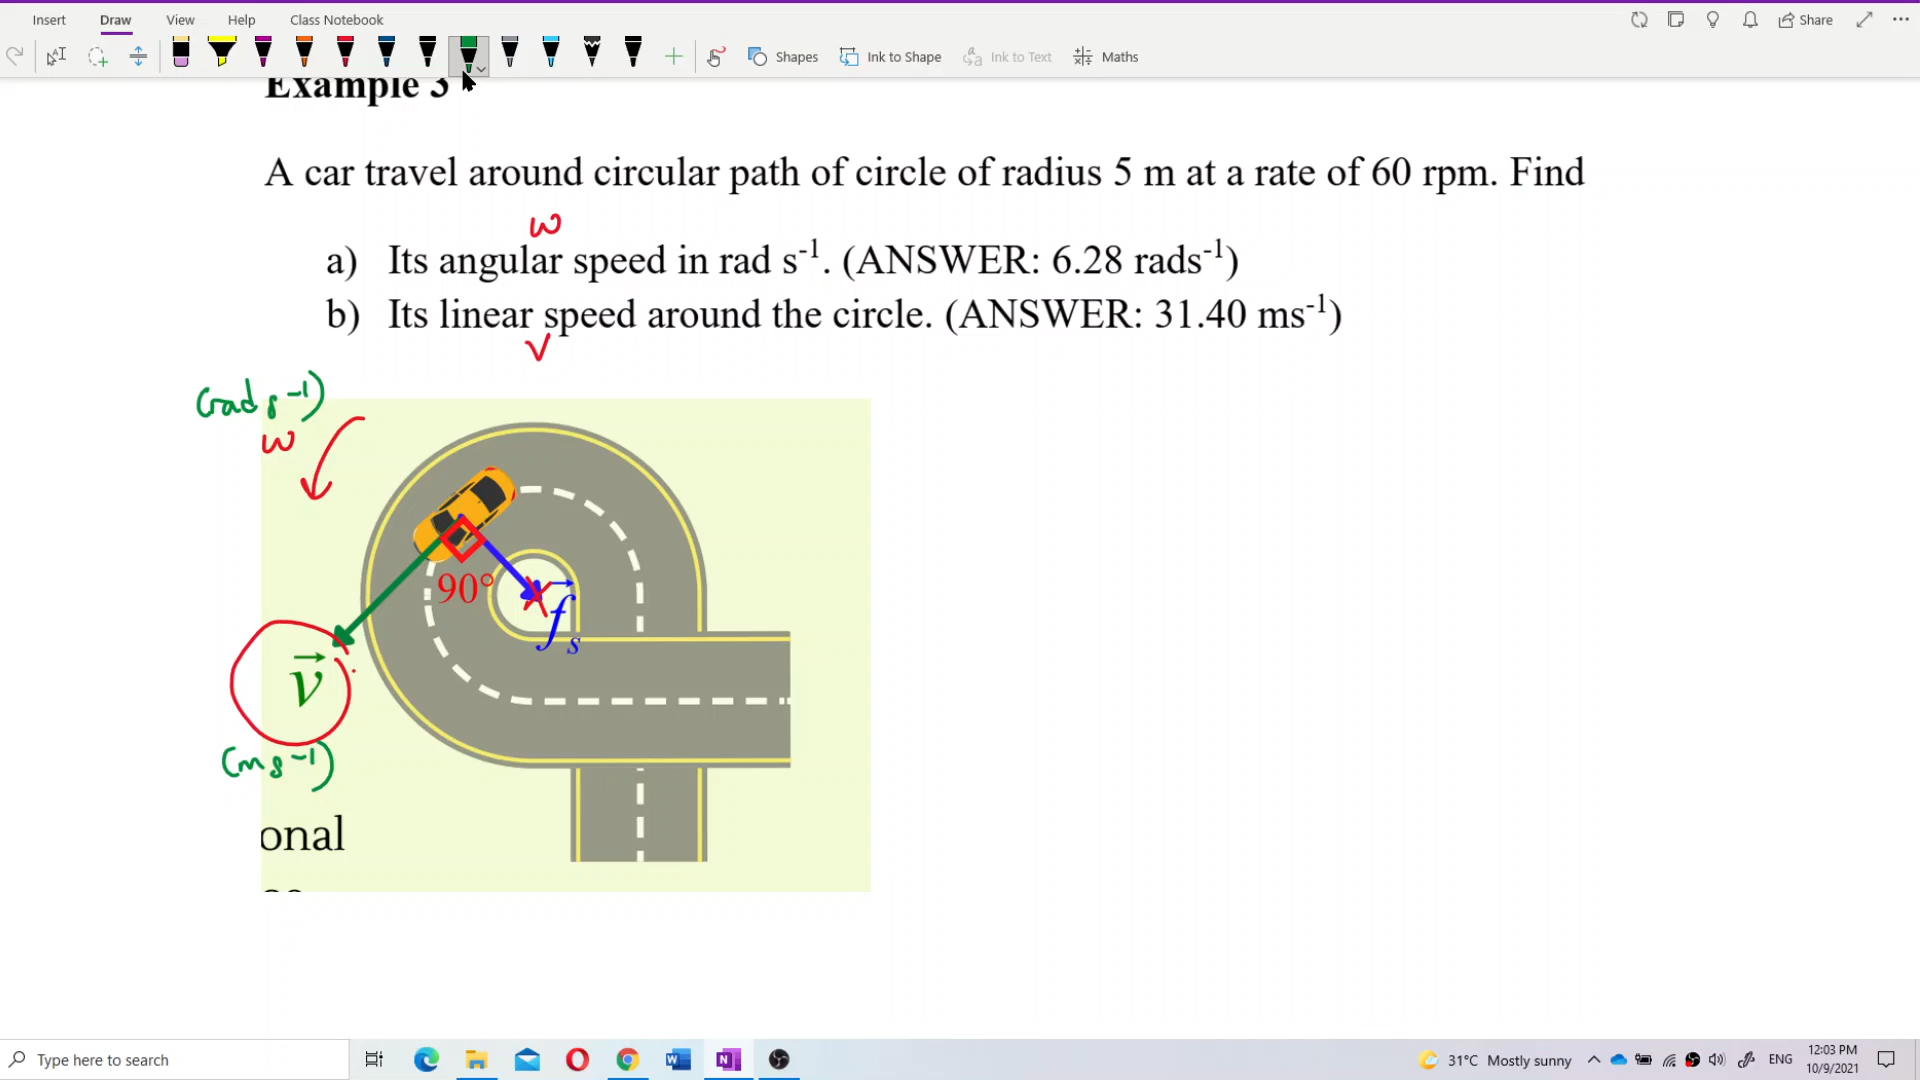 Insert Draw View Help Class Notebook Share
Shapes Ink to Shape Ink to Text Maths
Example 3
A car travel around circular path of circle of radius 5 m at a rate of 60 rpm. Find
ω
a) Its angular speed in rad s⁻¹. (ANSWER: 6.28 rads⁻¹)
b) Its linear speed around the circle. (ANSWER: 31.40 ms⁻¹)
v
(rad s⁻¹)
ω
90°
f⃗ₛ
v⃗
(ms⁻¹)
onal
Type here to search
31°C Mostly sunny ENG 12:03 PM
10/9/2021